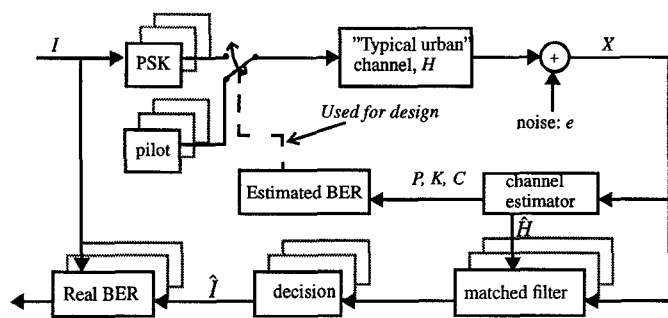 I
PSK
pilot
"Typical urban"
channel, H
+
X
noise: e
Used for design
Estimated BER
P, K, C
channel
estimator
Ĥ
Real BER
Î
decision
matched filter